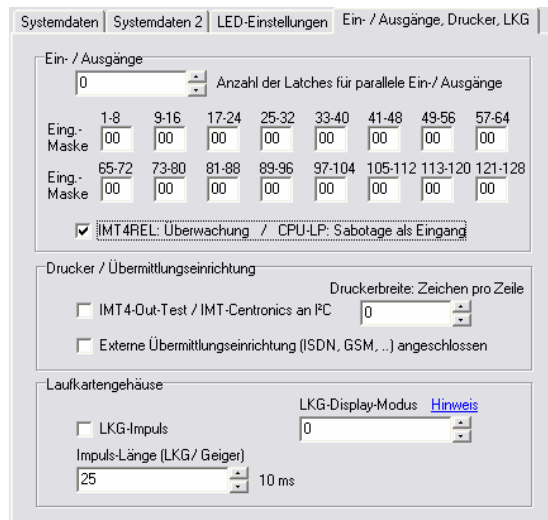 Systemdaten Systemdaten 2 LED-Einstellungen Ein- / Ausgänge, Drucker, LKG
Ein- / Ausgänge
0 Anzahl der Latches für parallele Ein-/ Ausgänge
1-8 9-16 17-24 25-32 33-40 41-48 49-56 57-64
Eing.-
Maske 00 00 00 00 00 00 00 00
65-72 73-80 81-88 89-96 97-104 105-112 113-120 121-128
Eing.-
Maske 00 00 00 00 00 00 00 00
IMT4REL: Überwachung / CPU-LP: Sabotage als Eingang
Drucker / Übermittlungseinrichtung
Druckerbreite: Zeichen pro Zeile
IMT4-Out-Test / IMT-Centronics an I²C 0
Externe Übermittlungseinrichtung (ISDN, GSM, ..) angeschlossen
Laufkartengehäuse
LKG-Display-Modus Hinweis
LKG-Impuls 0
Impuls-Länge (LKG/ Geiger)
25 10 ms